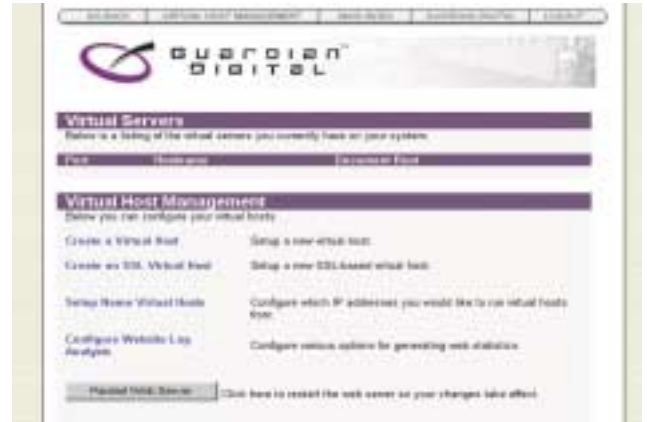 VIRTUAL HOST MANAGEMENT
GUARDIAN
DIGITAL
Virtual Servers
Below is a listing of the virtual servers you currently have on your system.
Port Hostname Document Root
Virtual Host Management
Below you can configure your virtual hosts
Create a Virtual Host Setup a new virtual host.
Create an SSL Virtual Host Setup a new SSL-based virtual host.
Setup Name Virtual Hosts Configure which IP addresses you would like to run virtual hosts
from.
Configure Website Log
Analysis
Configure various options for generating web statistics.
Restart Web Server Click here to restart the web server so your changes take effect.